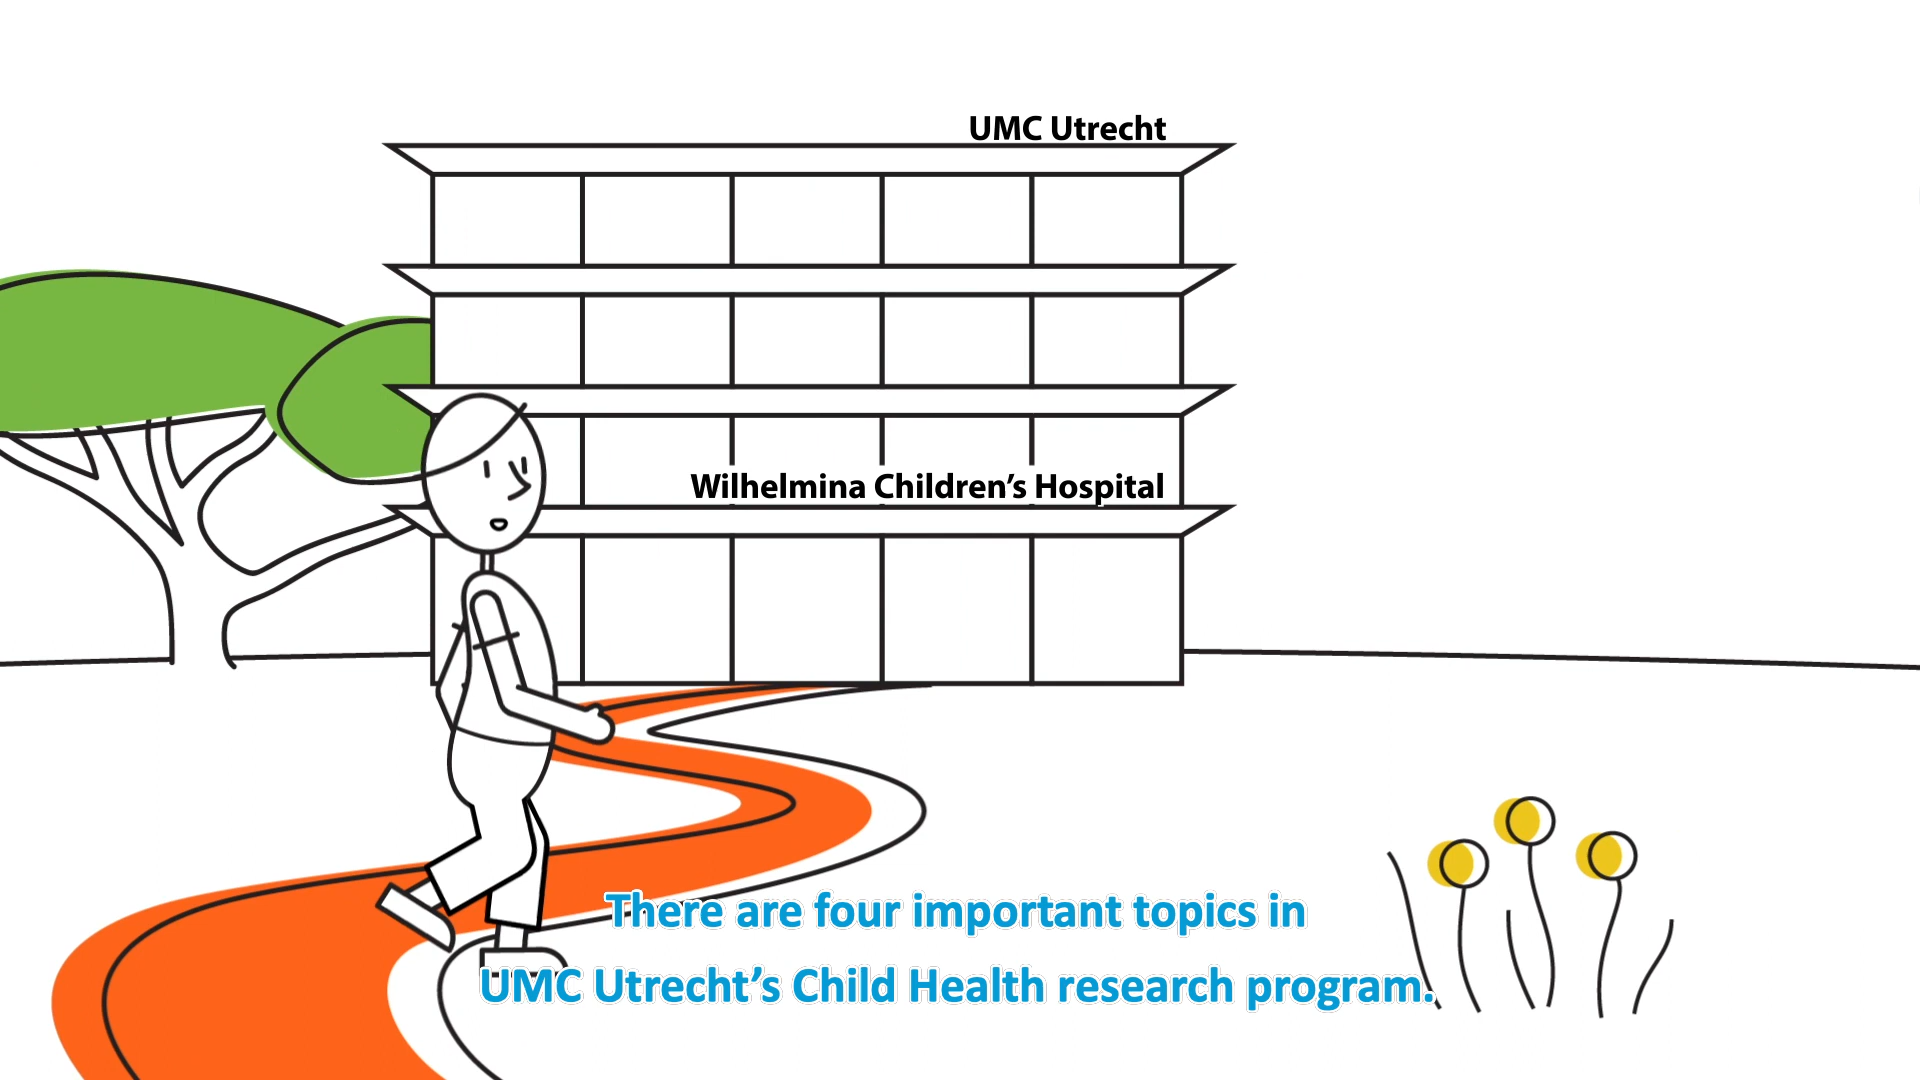 UMC Utrecht
Wilhelmina Children’s Hospital
There are four important topics in
UMC Utrecht’s Child Health research program.